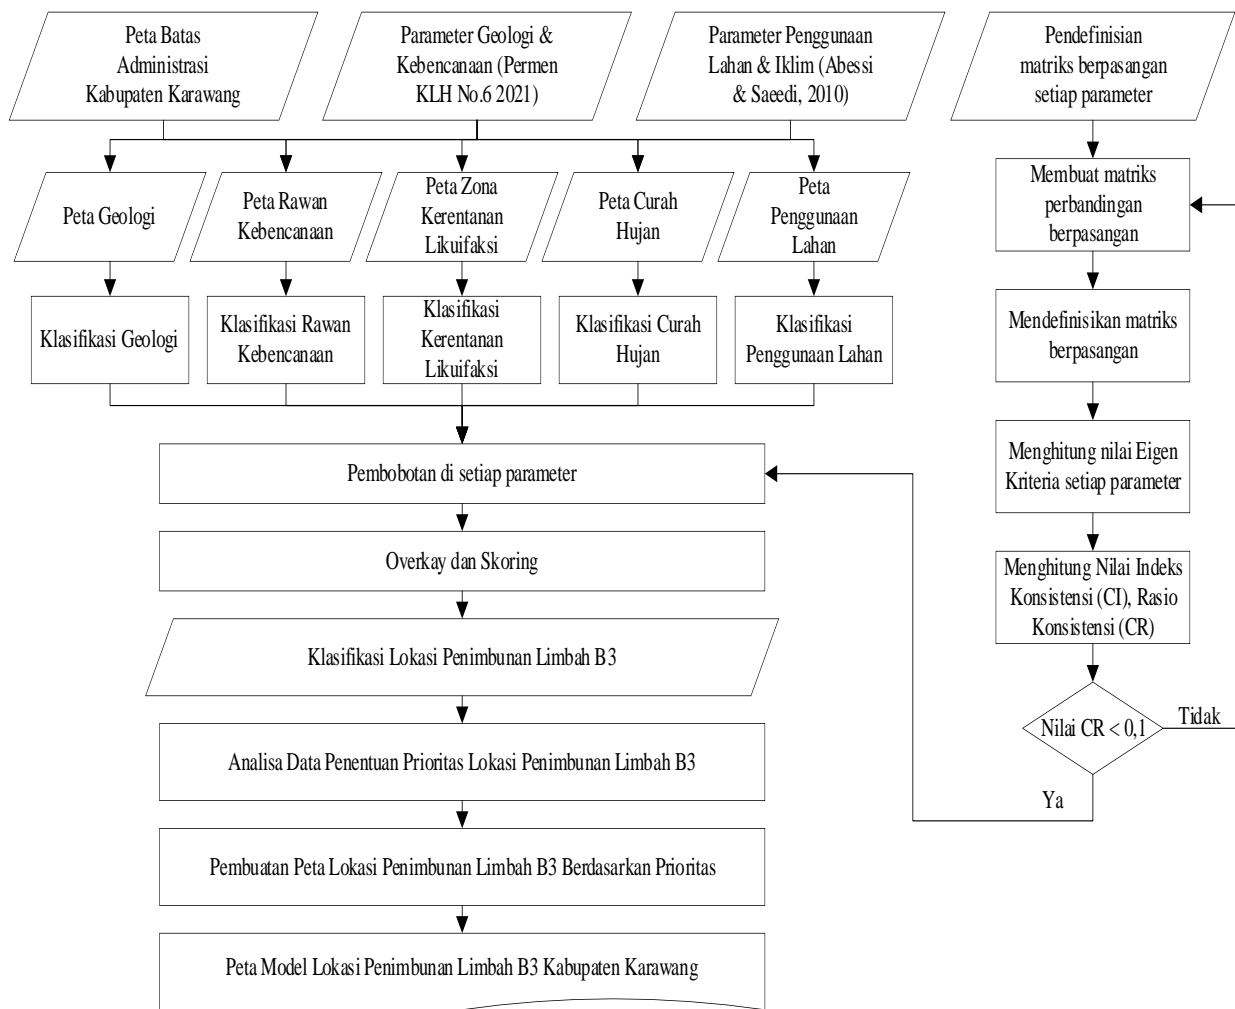 Peta Batas
Administrasi
Kabupaten Karawang
Parameter Geologi &
Kebencanaan (Permen
KLH No.6 2021)
Parameter Penggunaan
Lahan & Iklim (Abessi
& Saeedi, 2010)
Pendefinisian
matriks berpasangan
setiap parameter
Peta Geologi
Peta Rawan
Kebencanaan
Peta Zona
Kerentanan
Likuifaksi
Peta Curah
Hujan
Peta
Penggunaan
Lahan
Membuat matriks
perbandingan
berpasangan
Klasifikasi Geologi
Klasifikasi Rawan
Kebencanaan
Klasifikasi
Kerentanan
Likuifaksi
Klasifikasi Curah
Hujan
Klasifikasi
Penggunaan Lahan
Mendefinisikan matriks
berpasangan
Pembobotan di setiap parameter
Menghitung nilai Eigen
Kriteria setiap parameter
Overkay dan Skoring
Menghitung Nilai Indeks
Konsistensi (CI), Rasio
Konsistensi (CR)
Klasifikasi Lokasi Penimbunan Limbah B3
Nilai CR < 0,1
Tidak
Ya
Analisa Data Penentuan Prioritas Lokasi Penimbunan Limbah B3
Pembuatan Peta Lokasi Penimbunan Limbah B3 Berdasarkan Prioritas
Peta Model Lokasi Penimbunan Limbah B3 Kabupaten Karawang